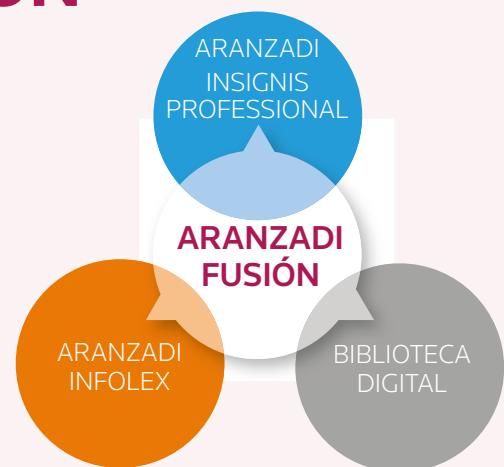 ARANZADI
INSIGNIS
PROFESSIONAL
ARANZADI
FUSIÓN
ARANZADI
INFOLEX
BIBLIOTECA
DIGITAL